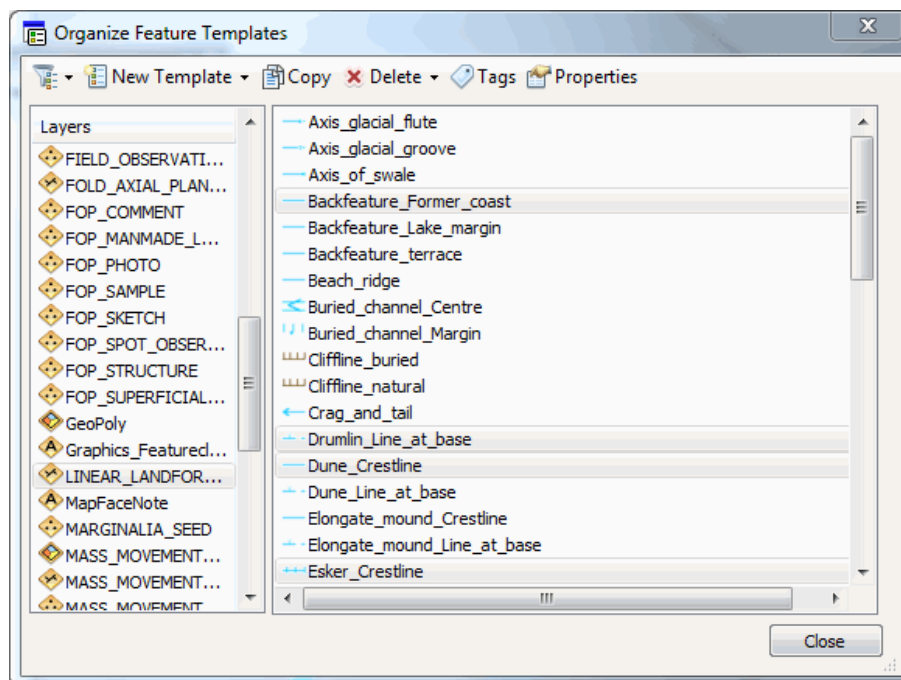 Organize Feature Templates
New Template Copy Delete Tags Properties
Layers
FIELD_OBSERVATI...
FOLD_AXIAL_PLAN...
FOP_COMMENT
FOP_MANMADE_L...
FOP_PHOTO
FOP_SAMPLE
FOP_SKETCH
FOP_SPOT_OBSER...
FOP_STRUCTURE
FOP_SUPERFICIAL...
GeoPoly
Graphics_Featurecl...
LINEAR_LANDFOR...
MapFaceNote
MARGINALIA_SEED
MASS_MOVEMENT...
MASS_MOVEMENT...
MASS_MOVEMENT
Axis_glacial_flute
Axis_glacial_groove
Axis_of_swale
Backfeature_Former_coast
Backfeature_Lake_margin
Backfeature_terrace
Beach_ridge
Buried_channel_Centre
Buried_channel_Margin
Cliffline_buried
Cliffline_natural
Crag_and_tail
Drumlin_Line_at_base
Dune_Crestline
Dune_Line_at_base
Elongate_mound_Crestline
Elongate_mound_Line_at_base
Esker_Crestline
Close